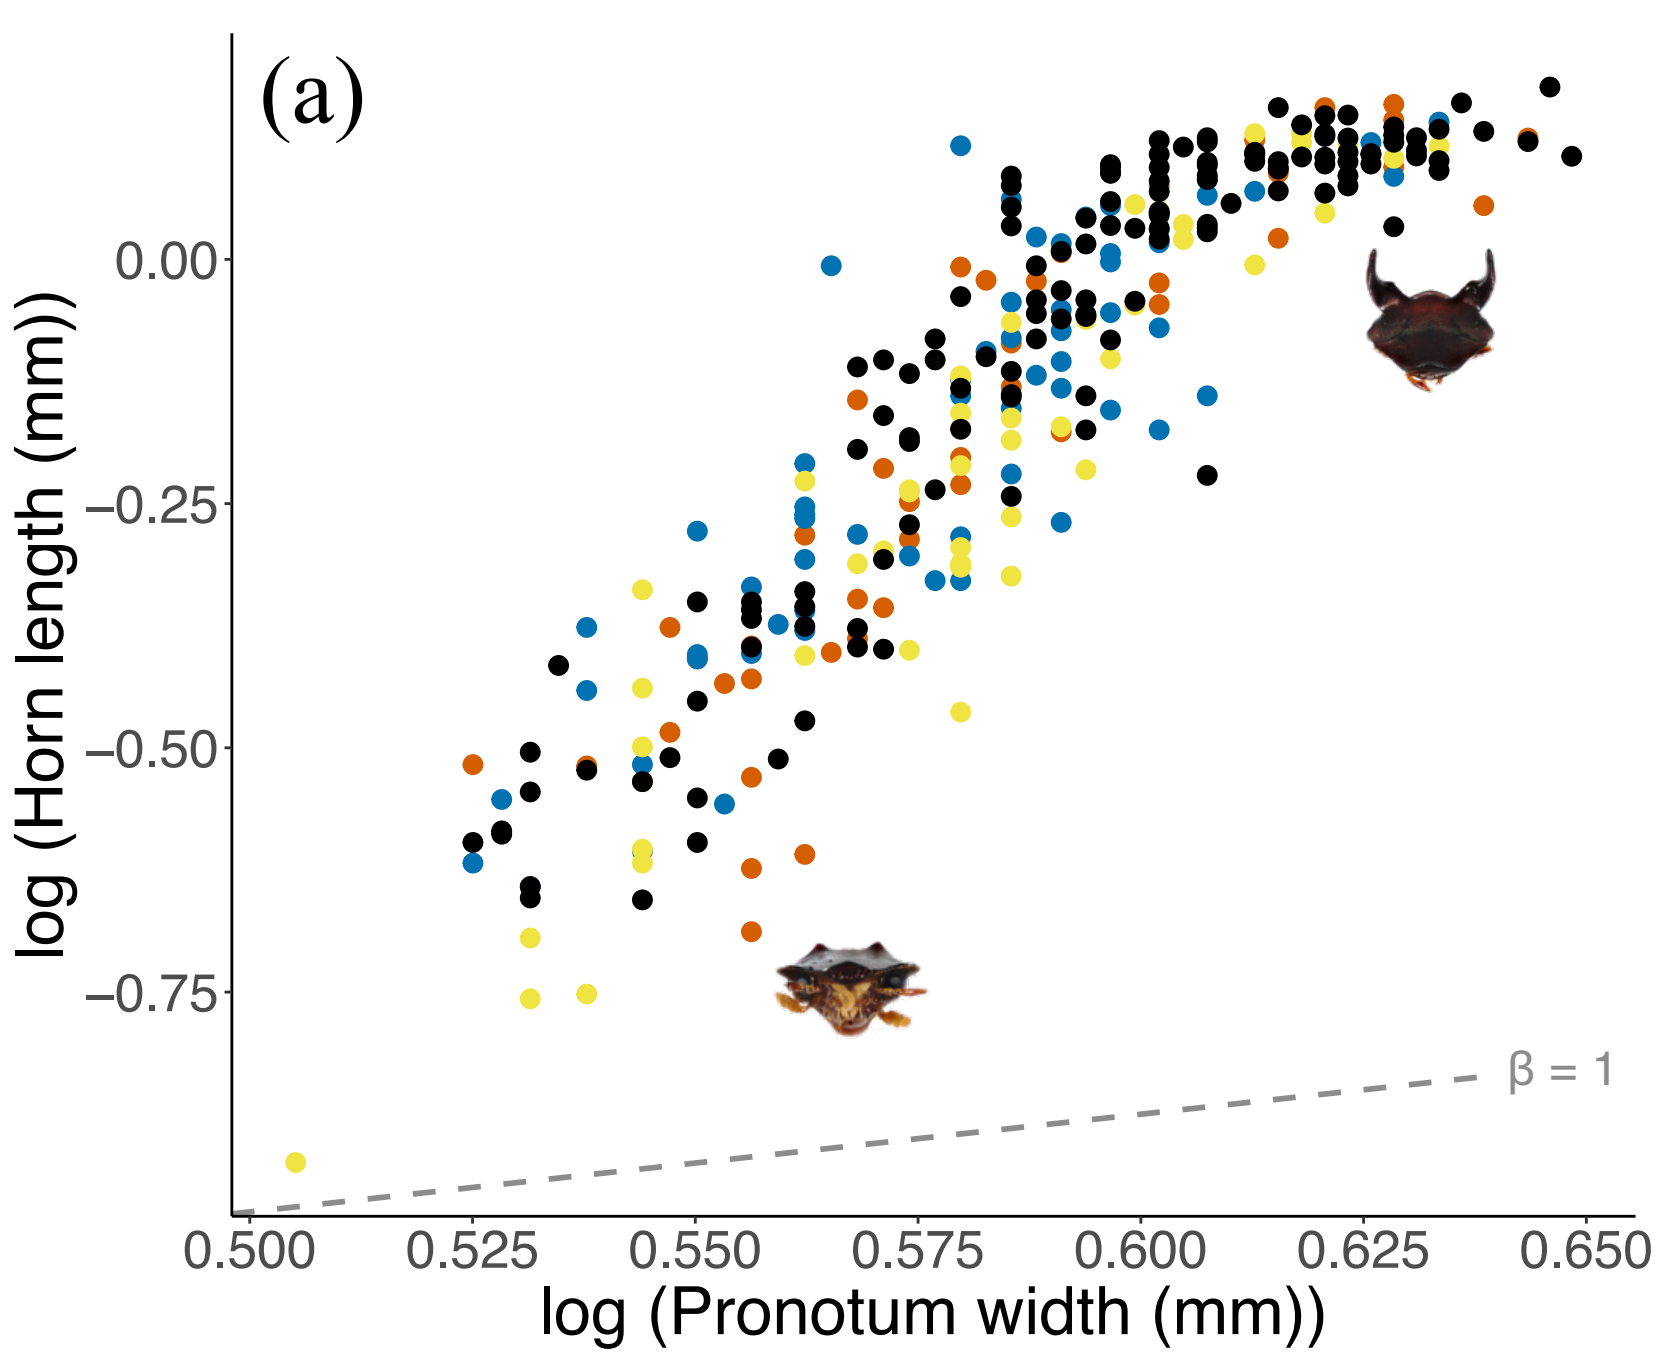 (a)
0.00
−0.25
−0.50
−0.75
log (Horn length (mm))
β = 1
0.500 0.525 0.550 0.575 0.600 0.625 0.650
log (Pronotum width (mm))